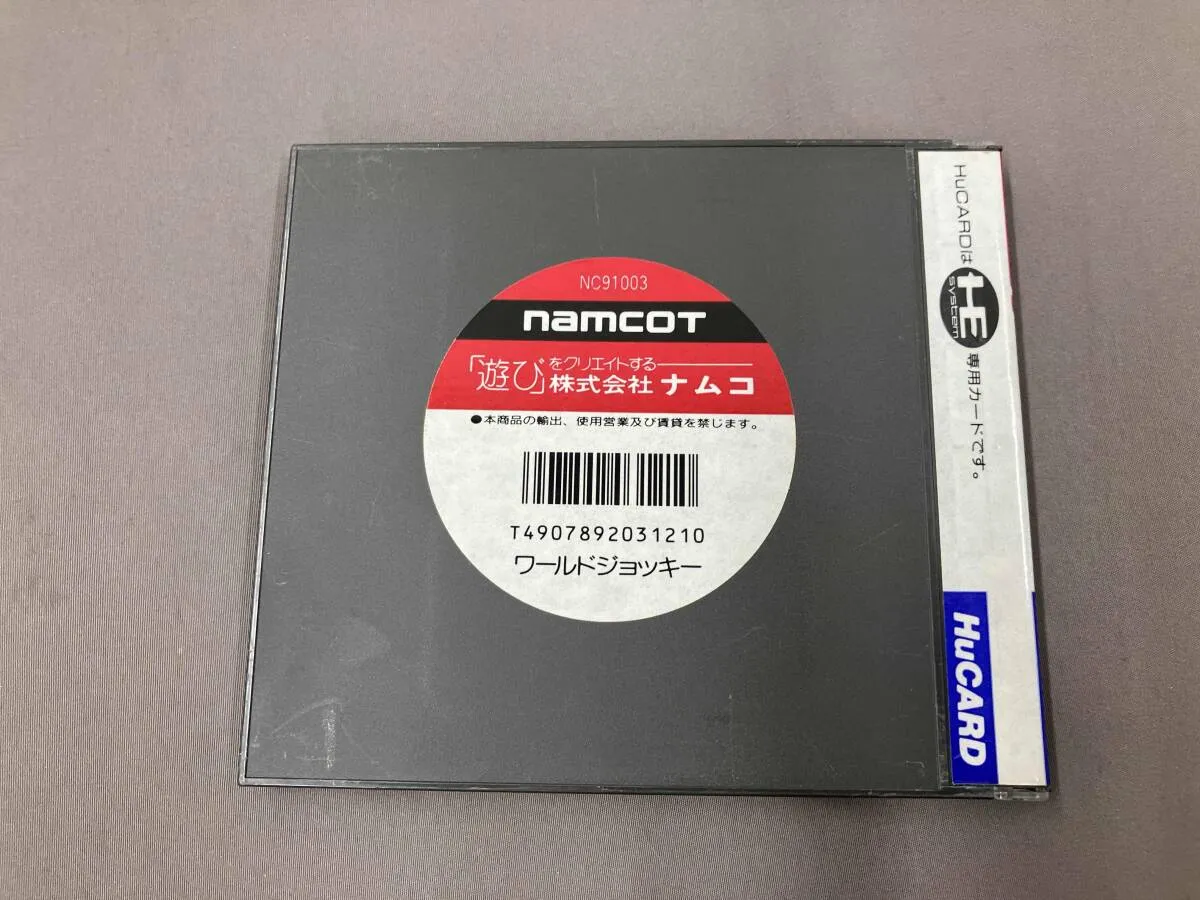 NC91003
namcot
「遊び」をクリエイトする
株式会社ナムコ
●本商品の輸出、使用営業及び賃貸を禁じます。
T4907892031210
ワールドジョッキー
HuCARDは HE system 専用カードです。
HuCARD